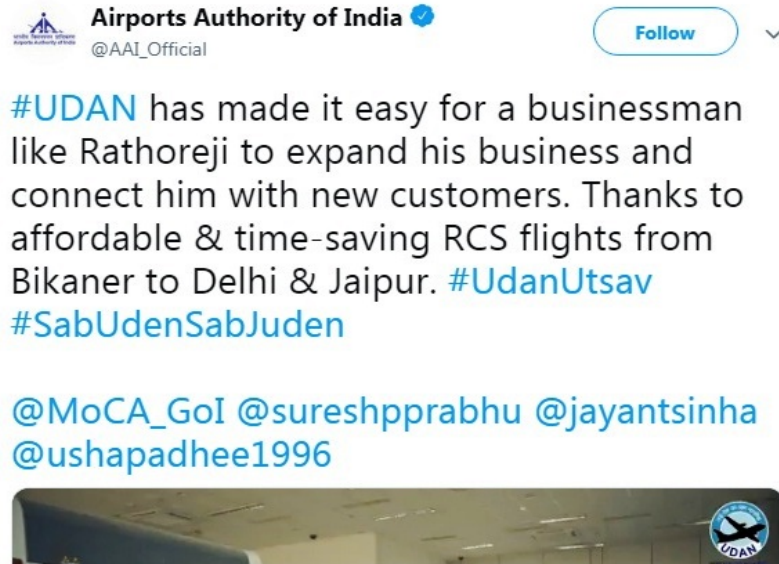 Airports Authority of India
@AAI_Official
Follow
#UDAN has made it easy for a businessman
like Rathoreji to expand his business and
connect him with new customers. Thanks to
affordable & time-saving RCS flights from
Bikaner to Delhi & Jaipur. #UdanUtsav
#SabUdenSabJuden
@MoCA_GoI @sureshpprabhu @jayantsinha
@ushapadhee1996
UDAN